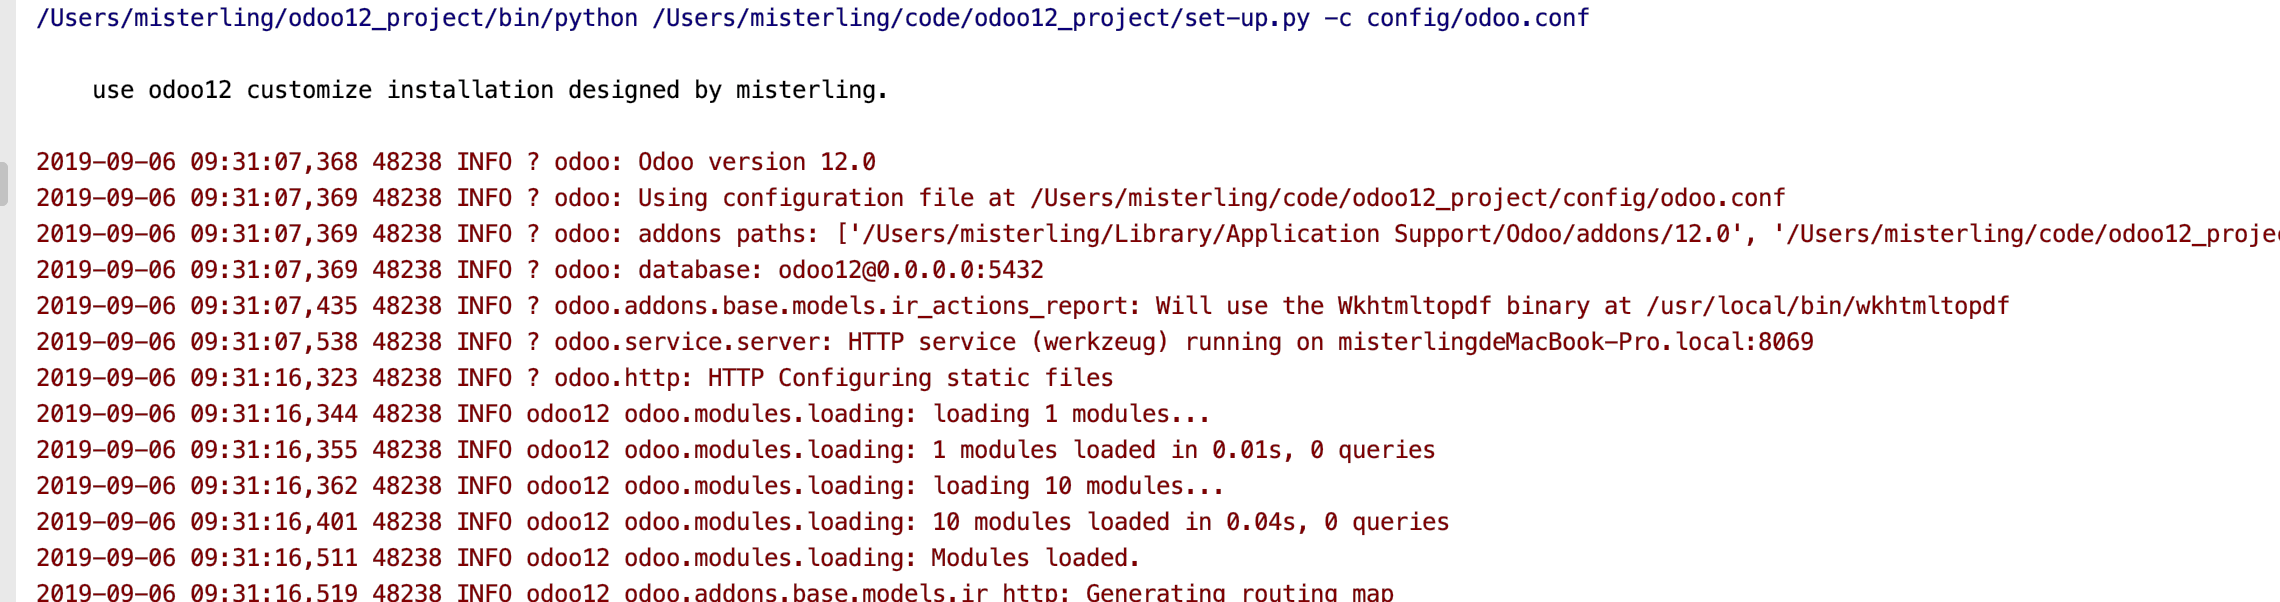 /Users/misterling/odoo12_project/bin/python /Users/misterling/code/odoo12_project/set-up.py -c config/odoo.conf
use odoo12 customize installation designed by misterling.
2019-09-06 09:31:07,368 48238 INFO ? odoo: Odoo version 12.0
2019-09-06 09:31:07,369 48238 INFO ? odoo: Using configuration file at /Users/misterling/code/odoo12_project/config/odoo.conf
2019-09-06 09:31:07,369 48238 INFO ? odoo: addons paths: ['/Users/misterling/Library/Application Support/Odoo/addons/12.0', '/Users/misterling/code/odoo12_projec
2019-09-06 09:31:07,369 48238 INFO ? odoo: database: odoo12@0.0.0.0:5432
2019-09-06 09:31:07,435 48238 INFO ? odoo.addons.base.models.ir_actions_report: Will use the Wkhtmltopdf binary at /usr/local/bin/wkhtmltopdf
2019-09-06 09:31:07,538 48238 INFO ? odoo.service.server: HTTP service (werkzeug) running on misterlingdeMacBook-Pro.local:8069
2019-09-06 09:31:16,323 48238 INFO ? odoo.http: HTTP Configuring static files
2019-09-06 09:31:16,344 48238 INFO odoo12 odoo.modules.loading: loading 1 modules...
2019-09-06 09:31:16,355 48238 INFO odoo12 odoo.modules.loading: 1 modules loaded in 0.01s, 0 queries
2019-09-06 09:31:16,362 48238 INFO odoo12 odoo.modules.loading: loading 10 modules...
2019-09-06 09:31:16,401 48238 INFO odoo12 odoo.modules.loading: 10 modules loaded in 0.04s, 0 queries
2019-09-06 09:31:16,511 48238 INFO odoo12 odoo.modules.loading: Modules loaded.
2019-09-06 09:31:16,519 48238 INFO odoo12 odoo.addons.base.models.ir_http: Generating routing map